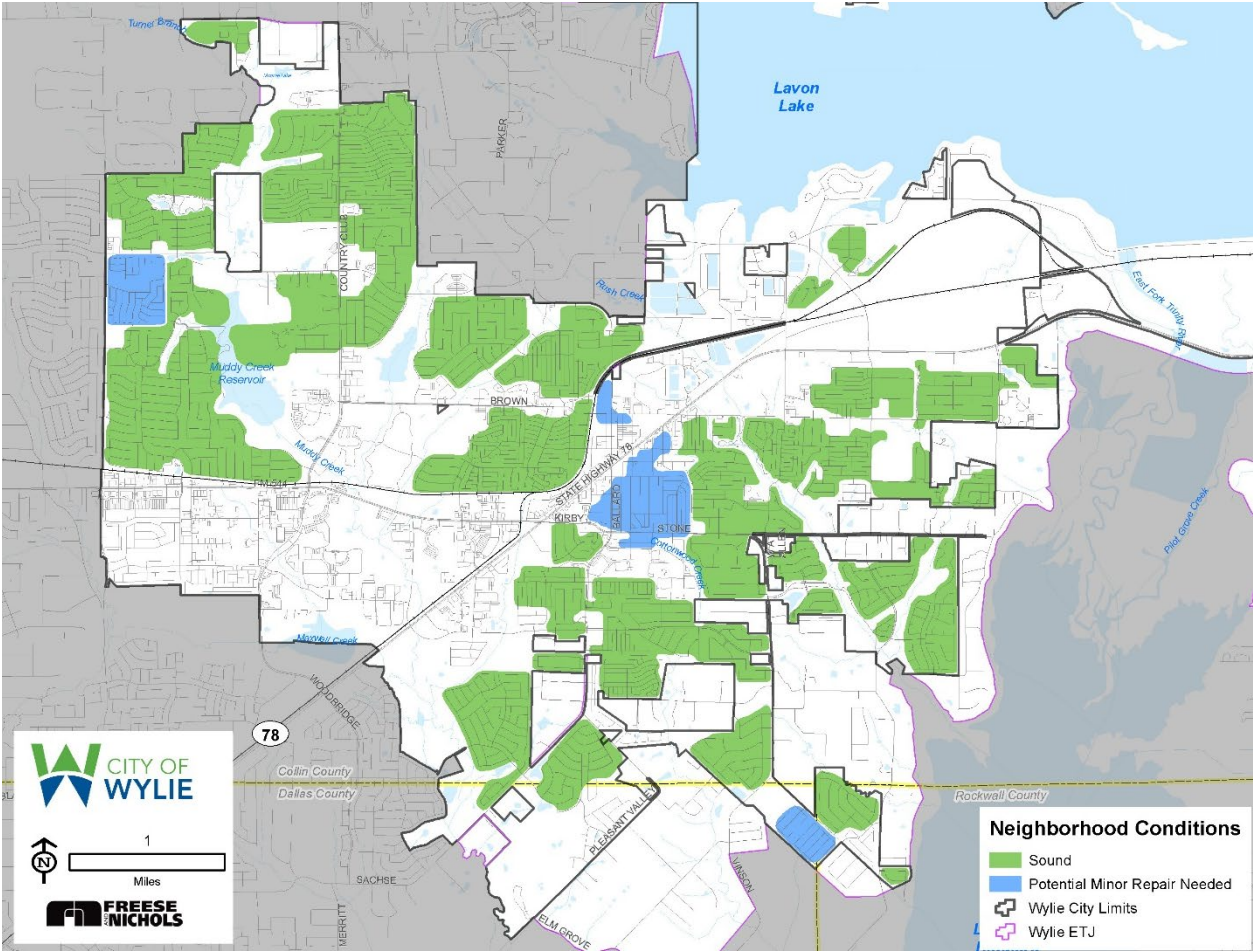 Turner Branch
Lavon
Lake
PARKER
COUNTRY CLUB
Rush Creek
East Fork Trinity River
Muddy Creek
Reservoir
BROWN
Muddy Creek
STATE HIGHWAY 78
FM 544
KIRBY
BALLARD
STONE
Cottonwood Creek
Pilot Grove Creek
Maxwell Creek
WOODBRIDGE
78
CITY OF
WYLIE
Collin County
Dallas County
Rockwall County
PLEASANT VALLEY
VINSON
SACHSE
MERRITT
ELM GROVE
N
1
Miles
FREESE
AND
NICHOLS
Neighborhood Conditions
Sound
Potential Minor Repair Needed
Wylie City Limits
Wylie ETJ